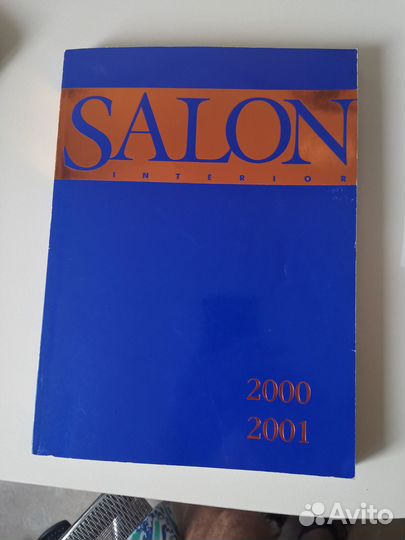 SALON
INTERIOR
2000
2001
Avito